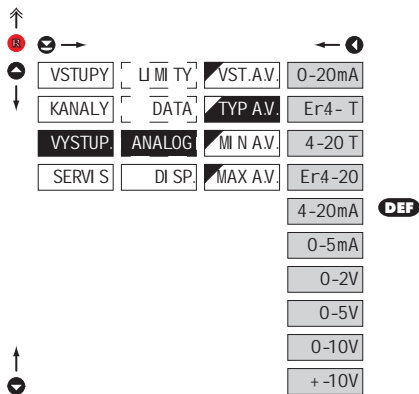 R
VSTUPY LIMITY VST.A.V. 0-20mA
KANALY DATA TYP A.V. Er4-T
VYSTUP. ANALOG MIN A.V. 4-20 T
SERVIS DISP. MAX A.V. Er4-20
4-20mA DEF
0-5mA
0-2V
0-5V
0-10V
+-10V